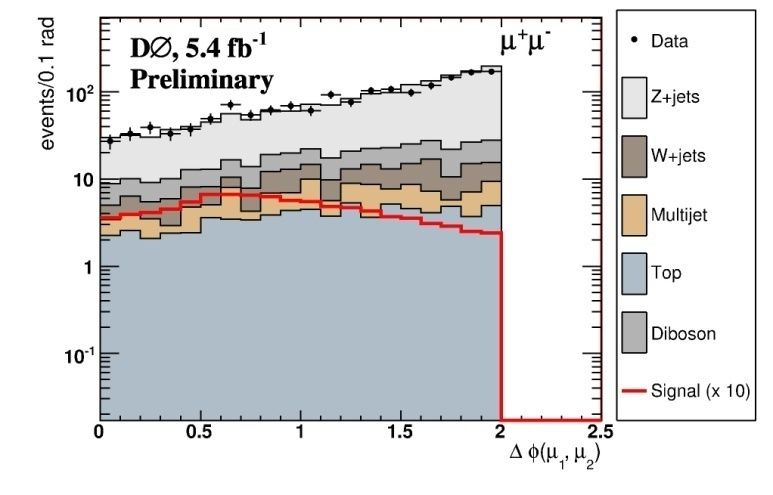 DØ, 5.4 fb⁻¹
Preliminary
μ⁺μ⁻
events/0.1 rad
10²
10
1
10⁻¹
0 0.5 1 1.5 2 2.5
Δ ϕ(μ₁, μ₂)
Data
Z+jets
W+jets
Multijet
Top
Diboson
Signal (x 10)